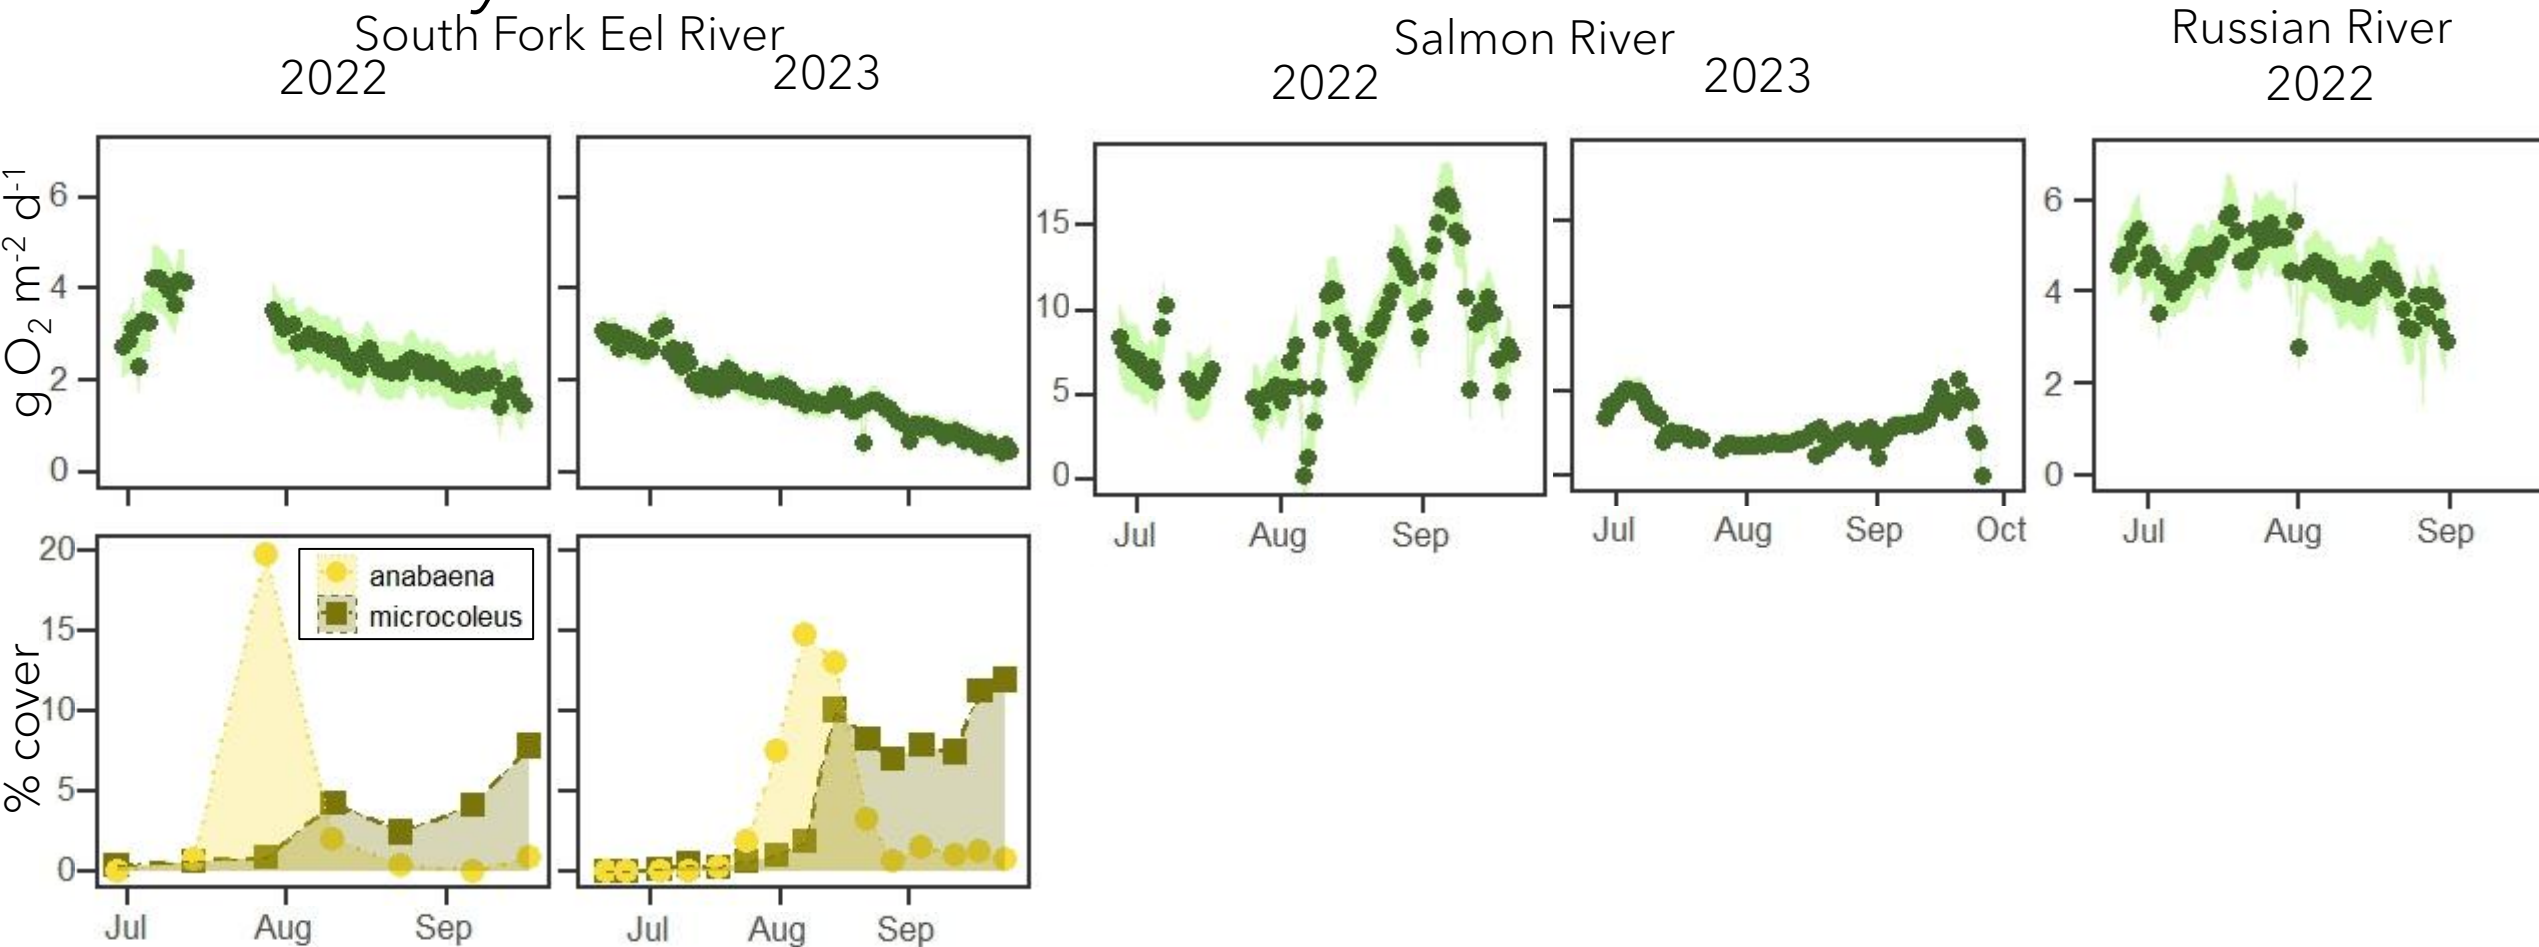 South Fork Eel River
2022
2023
Salmon River
2022
2023
Russian River
2022
g O₂ m⁻² d⁻¹
6
4
2
0
15
10
5
0
Jul
Aug
Sep
Jul
Aug
Sep
Oct
6
4
2
0
Jul
Aug
Sep
% cover
20
15
10
5
0
anabaena
microcoleus
Jul
Aug
Sep
Jul
Aug
Sep